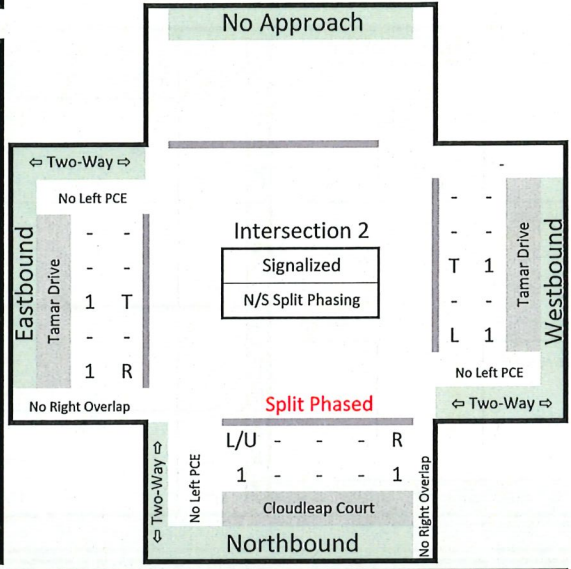 No Approach
⇦ Two-Way ⇨
No Left PCE
Eastbound
Tamar Drive
- -
- -
1 T
- -
1 R
No Right Overlap
Intersection 2
Signalized
N/S Split Phasing
-
- -
- -
T 1
- -
L 1
Tamar Drive
Westbound
No Left PCE
⇦ Two-Way ⇨
Split Phased
⇦ Two-Way ⇨
No Left PCE
L/U - - - R
1 - - - 1
No Right Overlap
Cloudleap Court
Northbound